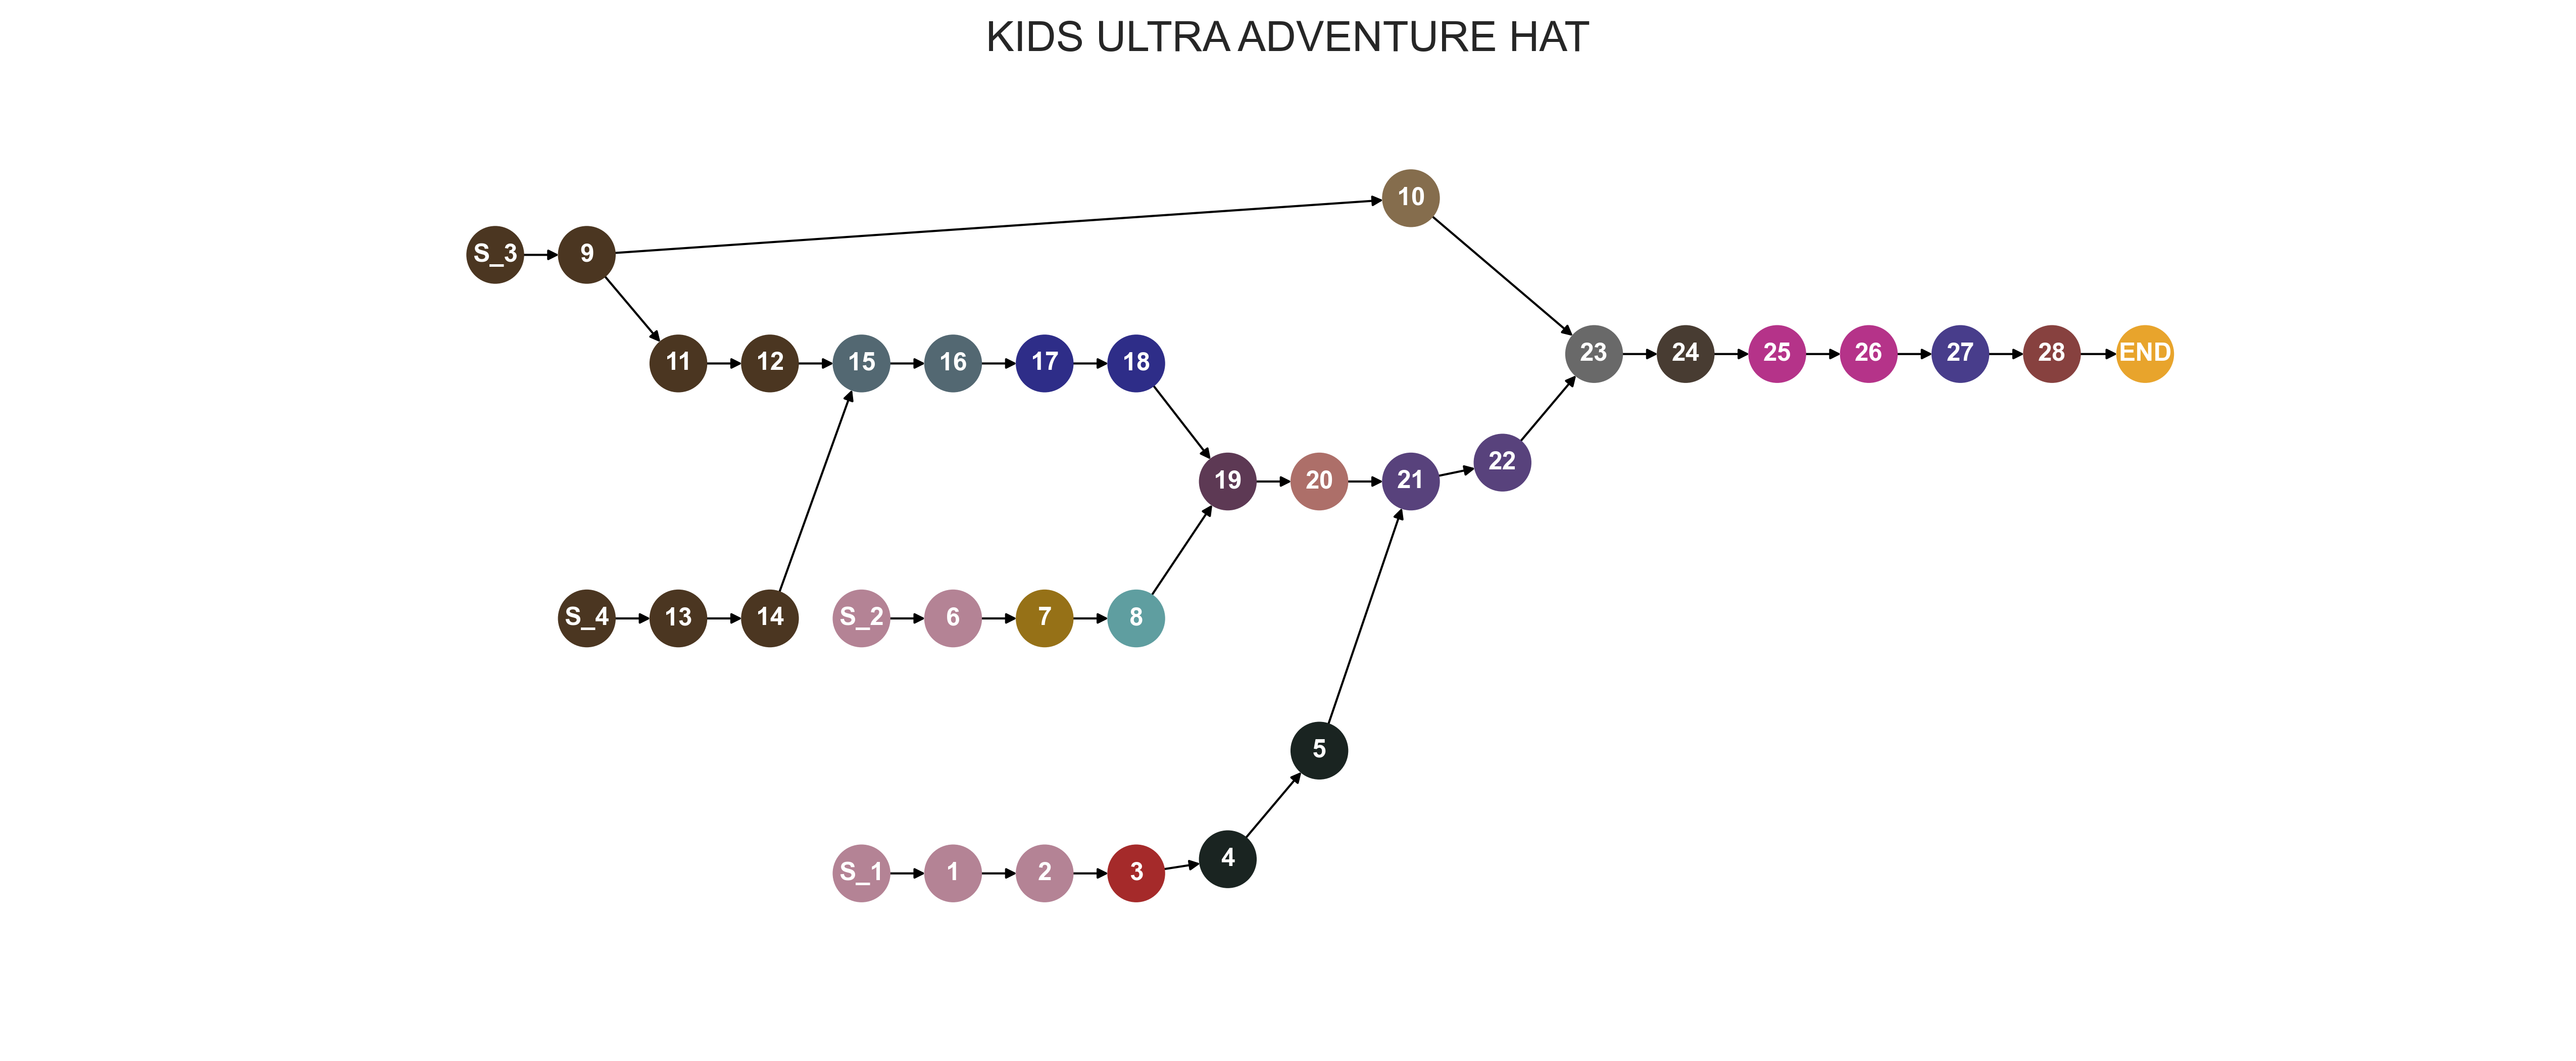 KIDS ULTRA ADVENTURE HAT
10
S_3 9
23 24 25 26 27 28 END
11 12 15 16 17 18
22
19 20 21
S_4 13 14 S_2 6 7 8
5
4
S_1 1 2 3